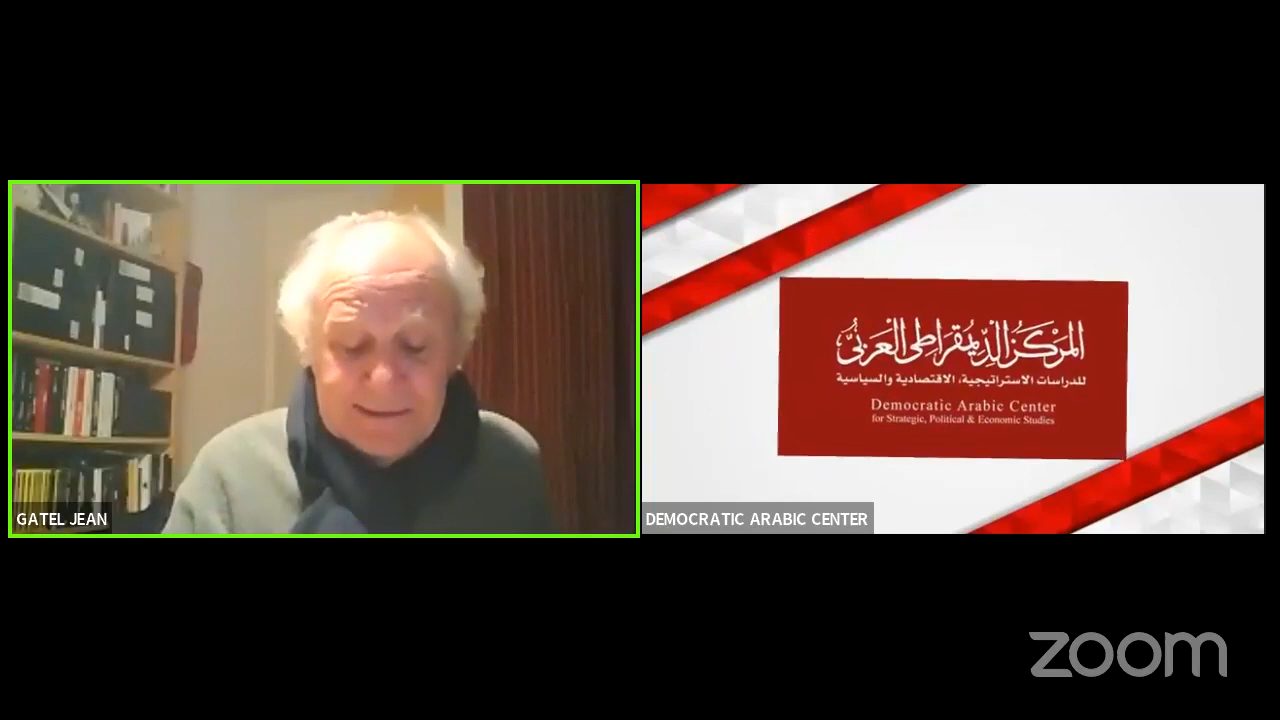 GATEL JEAN
المركز الديمقراطي العربي
للدراسات الاستراتيجية، الاقتصادية والسياسية
Democratic Arabic Center
for Strategic, Political & Economic Studies
DEMOCRATIC ARABIC CENTER
zoom